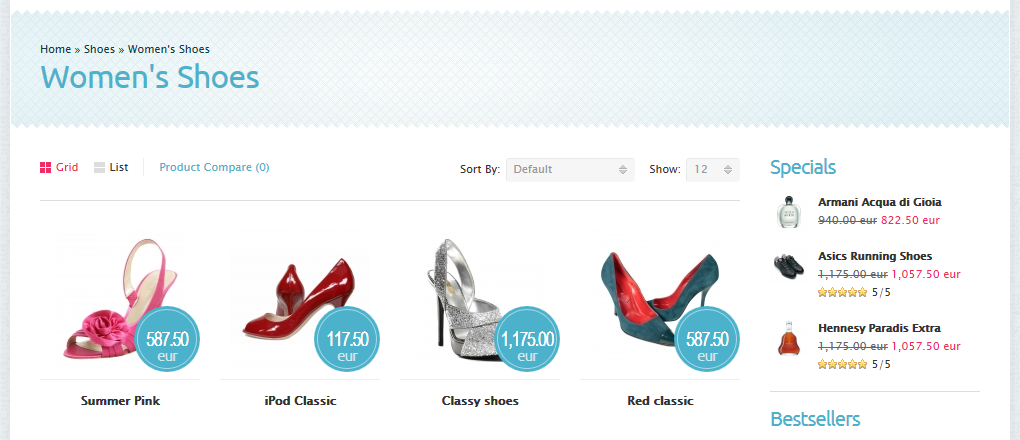 Home » Shoes » Women's Shoes
Women's Shoes
Grid List Product Compare (0) Sort By: Default Show: 12
587.50 eur
117.50 eur
1,175.00 eur
587.50 eur
Summer Pink
iPod Classic
Classy shoes
Red classic
Specials
Armani Acqua di Gioia
940.00 eur 822.50 eur
Asics Running Shoes
1,175.00 eur 1,057.50 eur
5/5
Hennesy Paradis Extra
1,175.00 eur 1,057.50 eur
5/5
Bestsellers